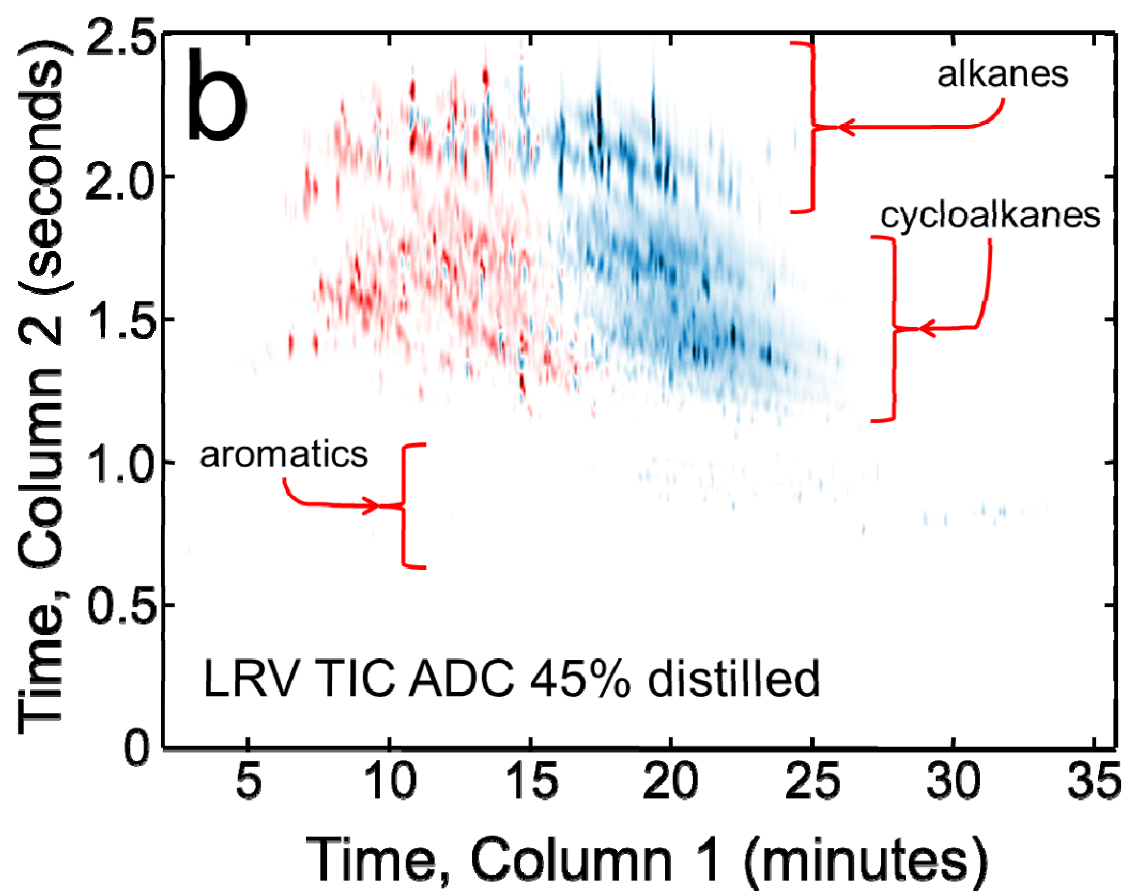 b
alkanes
cycloalkanes
aromatics
LRV TIC ADC 45% distilled
Time, Column 2 (seconds)
2.5
2.0
1.5
1.0
0.5
0
5 10 15 20 25 30 35
Time, Column 1 (minutes)